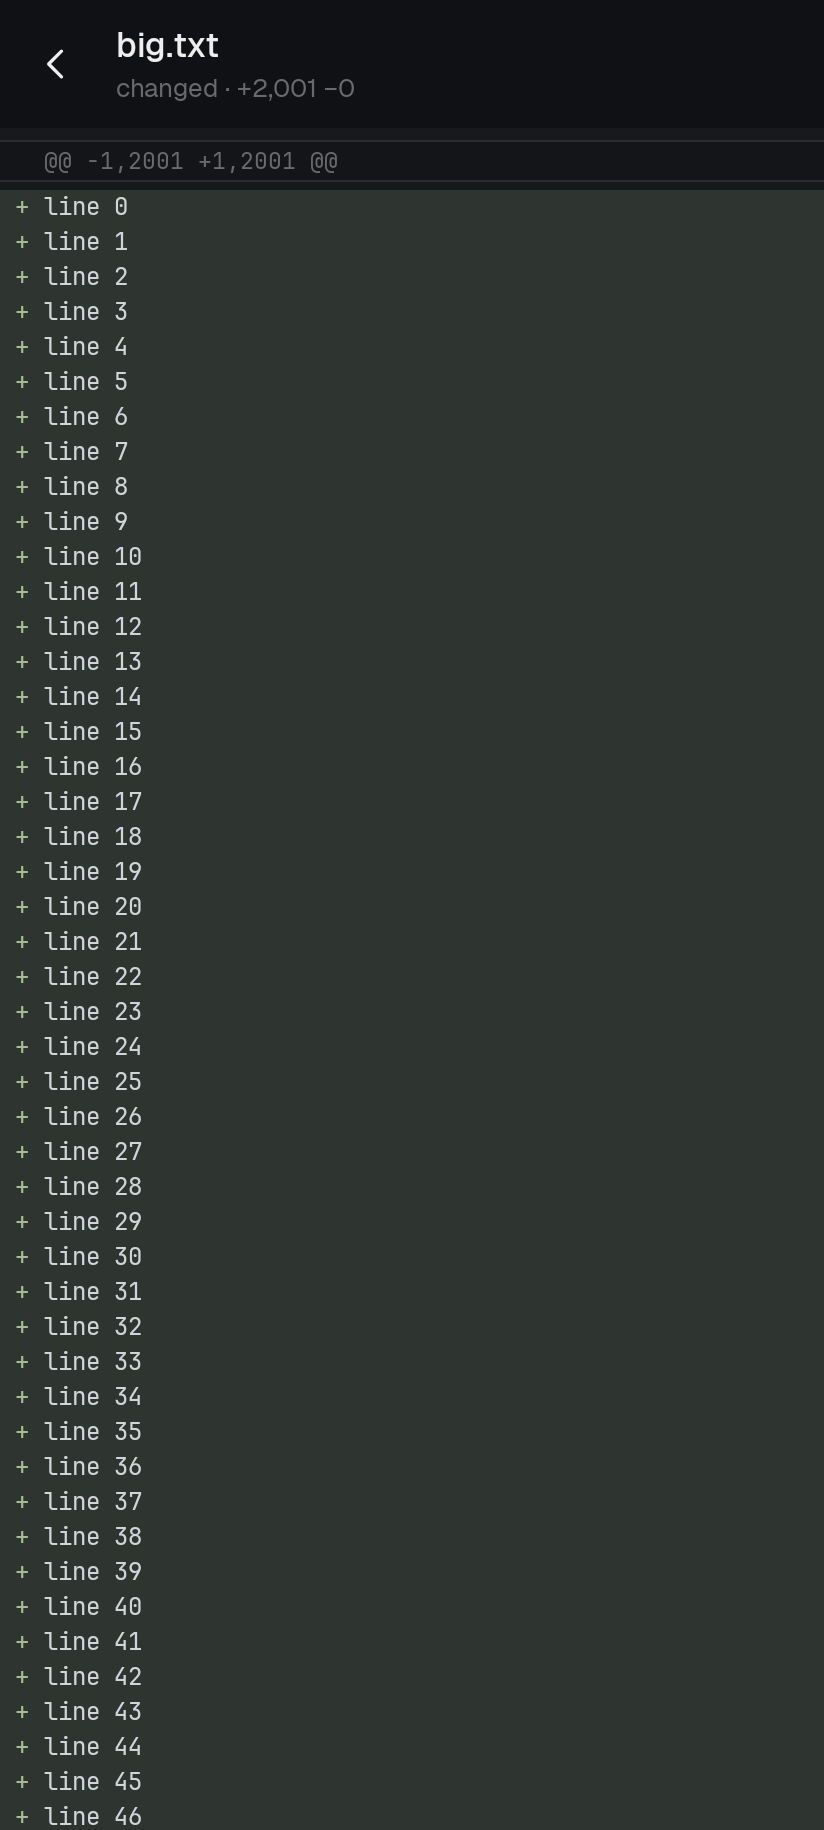 big.txt
changed · +2,001 −0
@@ -1,2001 +1,2001 @@
+ line 0
+ line 1
+ line 2
+ line 3
+ line 4
+ line 5
+ line 6
+ line 7
+ line 8
+ line 9
+ line 10
+ line 11
+ line 12
+ line 13
+ line 14
+ line 15
+ line 16
+ line 17
+ line 18
+ line 19
+ line 20
+ line 21
+ line 22
+ line 23
+ line 24
+ line 25
+ line 26
+ line 27
+ line 28
+ line 29
+ line 30
+ line 31
+ line 32
+ line 33
+ line 34
+ line 35
+ line 36
+ line 37
+ line 38
+ line 39
+ line 40
+ line 41
+ line 42
+ line 43
+ line 44
+ line 45
+ line 46